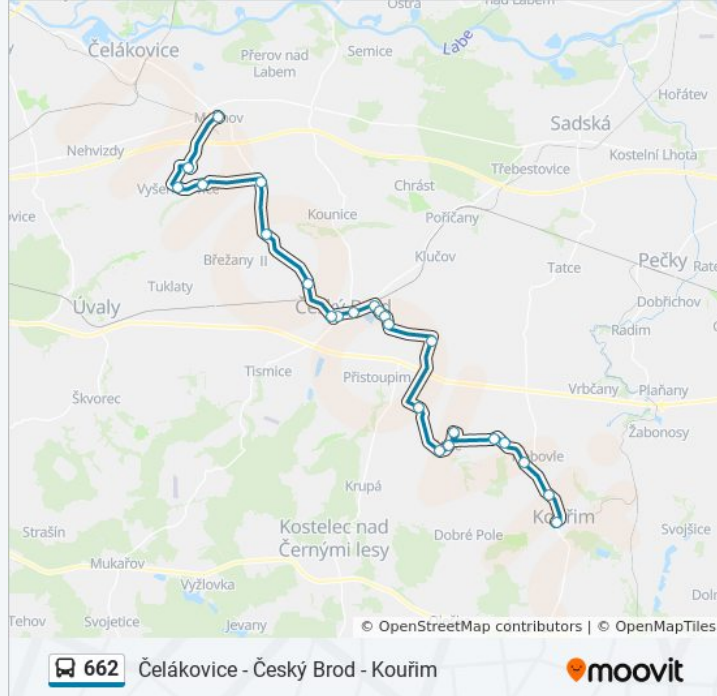 Ostra
nad Labem
Čelákovice
Přerov nad
Labem
Semice
Labe
Hořátev
Sadská
Nehvizdy
Kostelní Lhota
Třebestovice
Chrást
Kounice
Poříčany
Břežany II
Klučov
Tatce
Pečky
Tuklaty
Úvaly
Dobřichov
Radim
Tismice
Přistoupim
Vrbčany
Plaňany
Škvorec
Žabonosy
Krupá
Kouřim
Strašín
Kostelec nad
Černými lesy
Dobré Pole
Svojšice
Mukařov
Vyžlovka
Tehov
Svojetice
Jevany
© OpenStreetMap contributors | © OpenMapTiles
662 Čelákovice - Český Brod - Kouřim
moovit